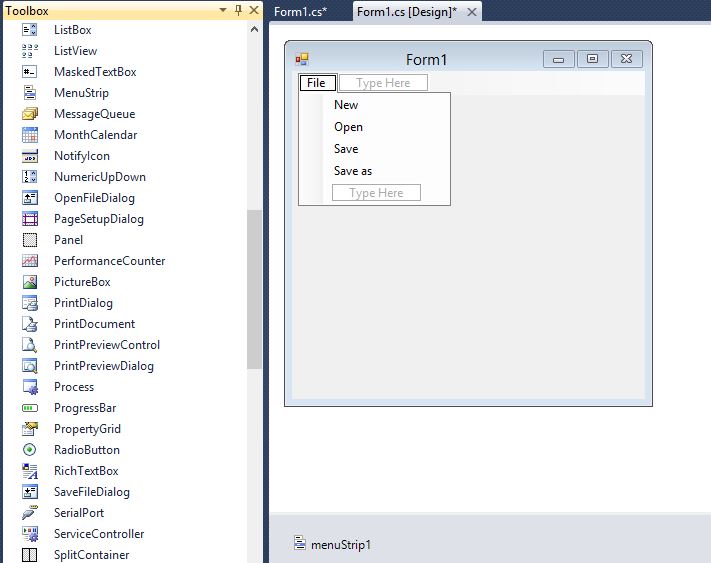 Toolbox
ListBox
ListView
MaskedTextBox
MenuStrip
MessageQueue
MonthCalendar
NotifyIcon
NumericUpDown
OpenFileDialog
PageSetupDialog
Panel
PerformanceCounter
PictureBox
PrintDialog
PrintDocument
PrintPreviewControl
PrintPreviewDialog
Process
ProgressBar
PropertyGrid
RadioButton
RichTextBox
SaveFileDialog
SerialPort
ServiceController
SplitContainer
Form1.cs* Form1.cs [Design]*
Form1
File Type Here
New
Open
Save
Save as
Type Here
menuStrip1